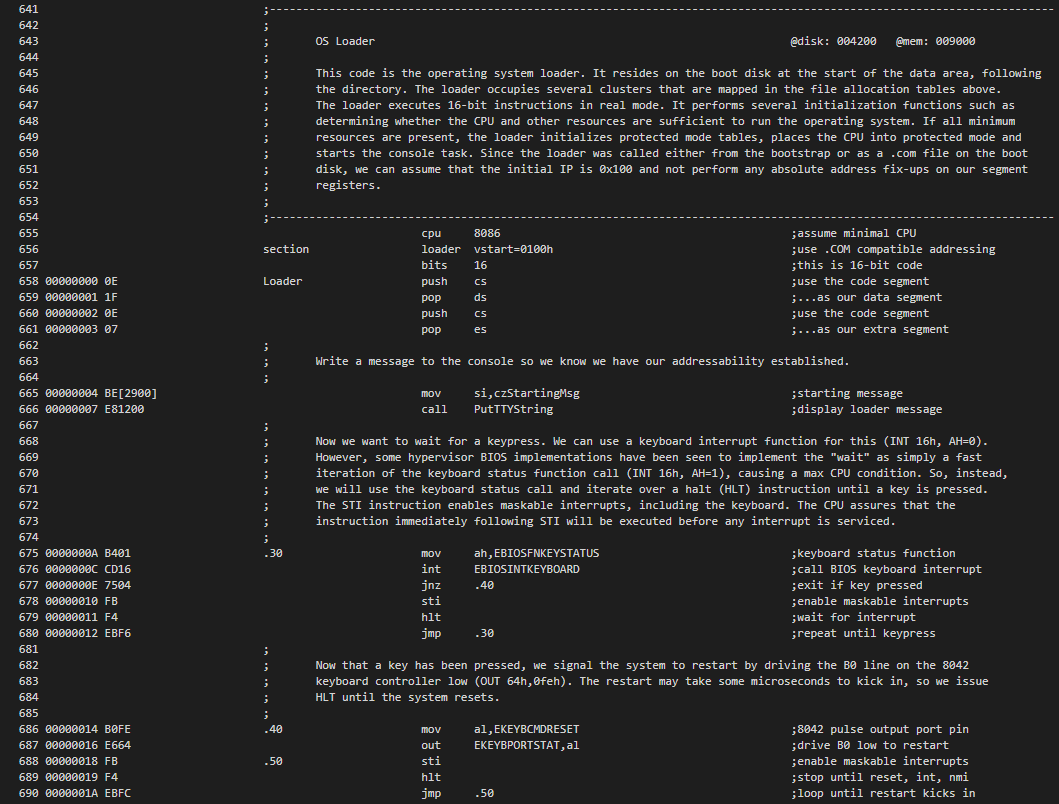 641 ;------------------------------------------------------------------------------------------------------------------------
642 ;
643 ; OS Loader @disk: 004200 @mem: 009000
644 ;
645 ; This code is the operating system loader. It resides on the boot disk at the start of the data area, following
646 ; the directory. The loader occupies several clusters that are mapped in the file allocation tables above.
647 ; The loader executes 16-bit instructions in real mode. It performs several initialization functions such as
648 ; determining whether the CPU and other resources are sufficient to run the operating system. If all minimum
649 ; resources are present, the loader initializes protected mode tables, places the CPU into protected mode and
650 ; starts the console task. Since the loader was called either from the bootstrap or as a .com file on the boot
651 ; disk, we can assume that the initial IP is 0x100 and not perform any absolute address fix-ups on our segment
652 ; registers.
653 ;
654 ;------------------------------------------------------------------------------------------------------------------------
655 cpu 8086 ;assume minimal CPU
656 section loader vstart=0100h ;use .COM compatible addressing
657 bits 16 ;this is 16-bit code
658 00000000 0E Loader push cs ;use the code segment
659 00000001 1F pop ds ;...as our data segment
660 00000002 0E push cs ;use the code segment
661 00000003 07 pop es ;...as our extra segment
662 ;
663 ; Write a message to the console so we know we have our addressability established.
664 ;
665 00000004 BE[2900] mov si,czStartingMsg ;starting message
666 00000007 E81200 call PutTTYString ;display loader message
667 ;
668 ; Now we want to wait for a keypress. We can use a keyboard interrupt function for this (INT 16h, AH=0).
669 ; However, some hypervisor BIOS implementations have been seen to implement the "wait" as simply a fast
670 ; iteration of the keyboard status function call (INT 16h, AH=1), causing a max CPU condition. So, instead,
671 ; we will use the keyboard status call and iterate over a halt (HLT) instruction until a key is pressed.
672 ; The STI instruction enables maskable interrupts, including the keyboard. The CPU assures that the
673 ; instruction immediately following STI will be executed before any interrupt is serviced.
674 ;
675 0000000A B401 .30 mov ah,EBIOSFNKEYSTATUS ;keyboard status function
676 0000000C CD16 int EBIOSINTKEYBOARD ;call BIOS keyboard interrupt
677 0000000E 7504 jnz .40 ;exit if key pressed
678 00000010 FB sti ;enable maskable interrupts
679 00000011 F4 hlt ;wait for interrupt
680 00000012 EBF6 jmp .30 ;repeat until keypress
681 ;
682 ; Now that a key has been pressed, we signal the system to restart by driving the B0 line on the 8042
683 ; keyboard controller low (OUT 64h,0feh). The restart may take some microseconds to kick in, so we issue
684 ; HLT until the system resets.
685 ;
686 00000014 B0FE .40 mov al,EKEYBCMDRESET ;8042 pulse output port pin
687 00000016 E664 out EKEYBPORTSTAT,al ;drive B0 low to restart
688 00000018 FB .50 sti ;enable maskable interrupts
689 00000019 F4 hlt ;stop until reset, int, nmi
690 0000001A EBFC jmp .50 ;loop until restart kicks in